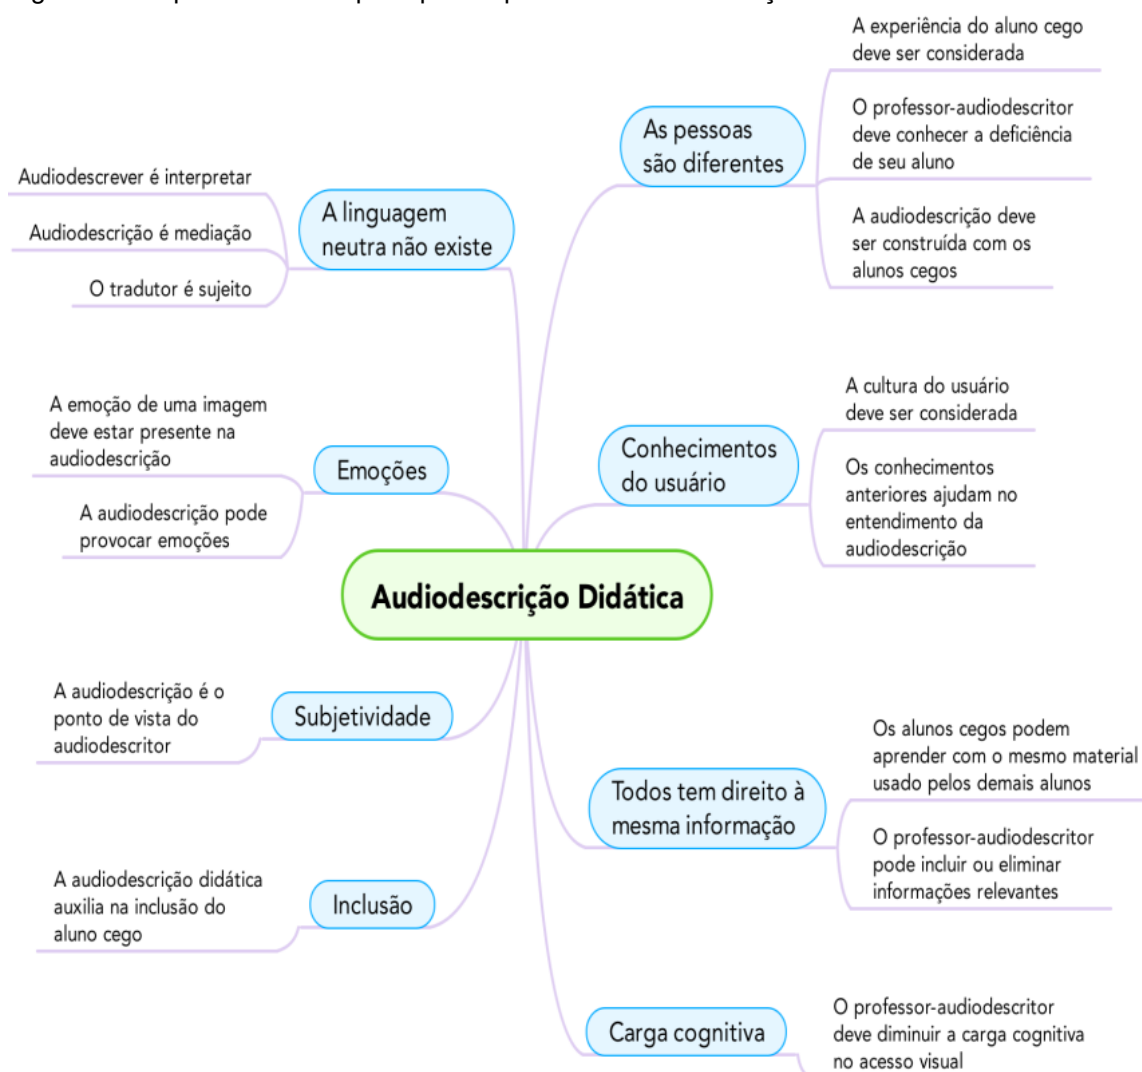 A experiência do aluno cego
deve ser considerada
As pessoas
são diferentes
O professor-audiodescritor
deve conhecer a deficiência
de seu aluno
A audiodescrição deve
ser construída com os
alunos cegos
Audiodescrever é interpretar
Audiodescrição é mediação
O tradutor é sujeito
A linguagem
neutra não existe
A emoção de uma imagem
deve estar presente na
audiodescrição
A audiodescrição pode
provocar emoções
Emoções
Conhecimentos
do usuário
A cultura do usuário
deve ser considerada
Os conhecimentos
anteriores ajudam no
entendimento da
audiodescrição
Audiodescrição Didática
A audiodescrição é o
ponto de vista do
audiodescritor
Subjetividade
Todos tem direito à
mesma informação
Os alunos cegos podem
aprender com o mesmo material
usado pelos demais alunos
O professor-audiodescritor
pode incluir ou eliminar
informações relevantes
A audiodescrição didática
auxilia na inclusão do
aluno cego
Inclusão
Carga cognitiva
O professor-audiodescritor
deve diminuir a carga cognitiva
no acesso visual